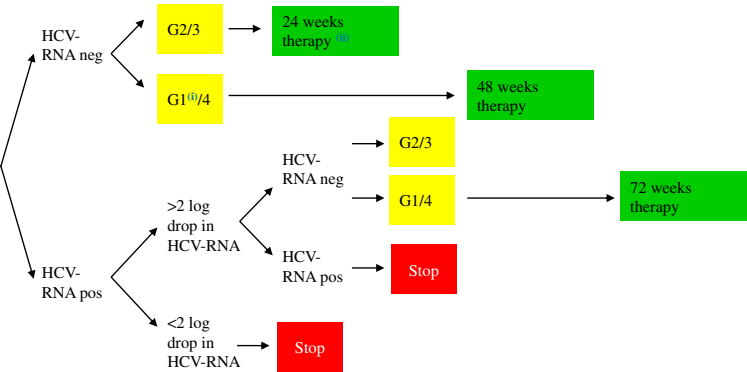 HCV-
RNA neg
G2/3
24 weeks
therapy (ii)
G1(i)/4
48 weeks
therapy
HCV-
RNA pos
>2 log
drop in
HCV-RNA
HCV-
RNA neg
G2/3
G1/4
72 weeks
therapy
HCV-
RNA pos
Stop
<2 log
drop in
HCV-RNA
Stop